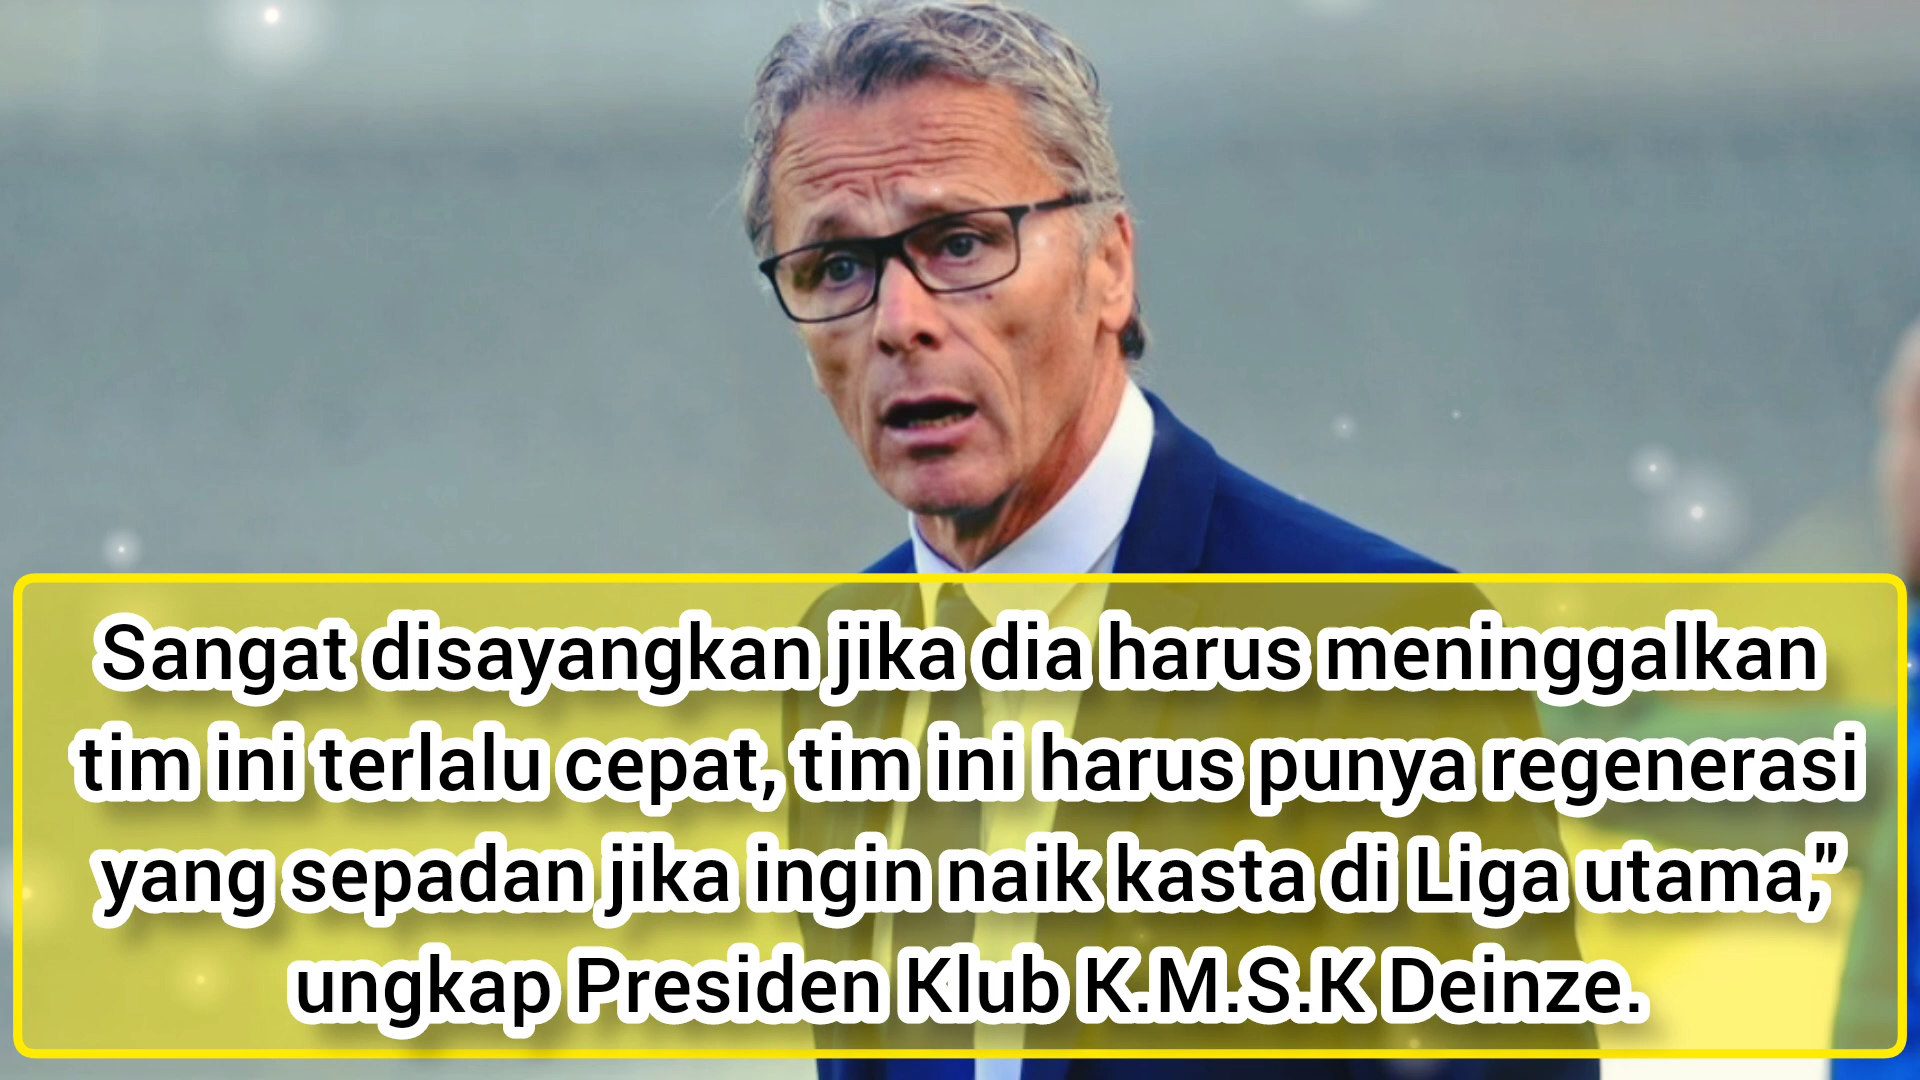 Sangat disayangkan jika dia harus meninggalkan
tim ini terlalu cepat, tim ini harus punya regenerasi
yang sepadan jika ingin naik kasta di Liga utama,”
ungkap Presiden Klub K.M.S.K Deinze.